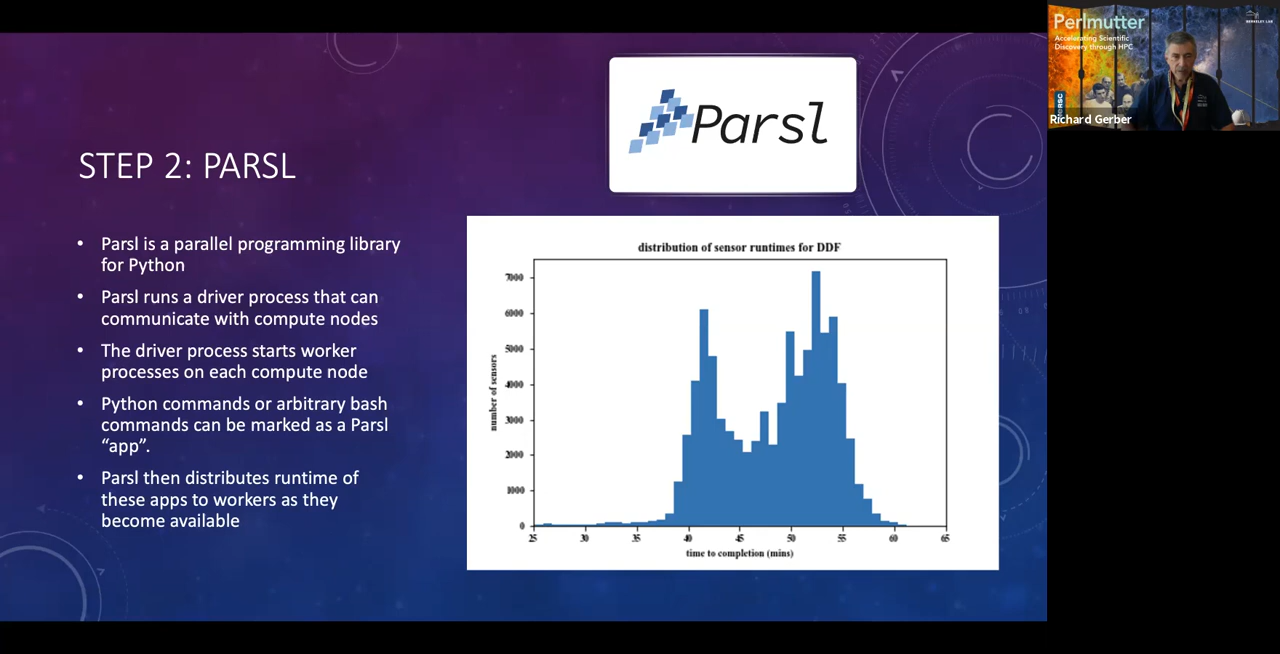 STEP 2: PARSL
• Parsl is a parallel programming library
for Python
• Parsl runs a driver process that can
communicate with compute nodes
• The driver process starts worker
processes on each compute node
• Python commands or arbitrary bash
commands can be marked as a Parsl
“app”.
• Parsl then distributes runtime of
these apps to workers as they
become available
Parsl
distribution of sensor runtimes for DDF
number of sensors
7000
6000
5000
4000
3000
2000
1000
0
25 30 35 40 45 50 55 60 65
time to completion (mins)
Perlmutter
Accelerating Scientific
Discovery through HPC
BERKELEY LAB
Richard Gerber